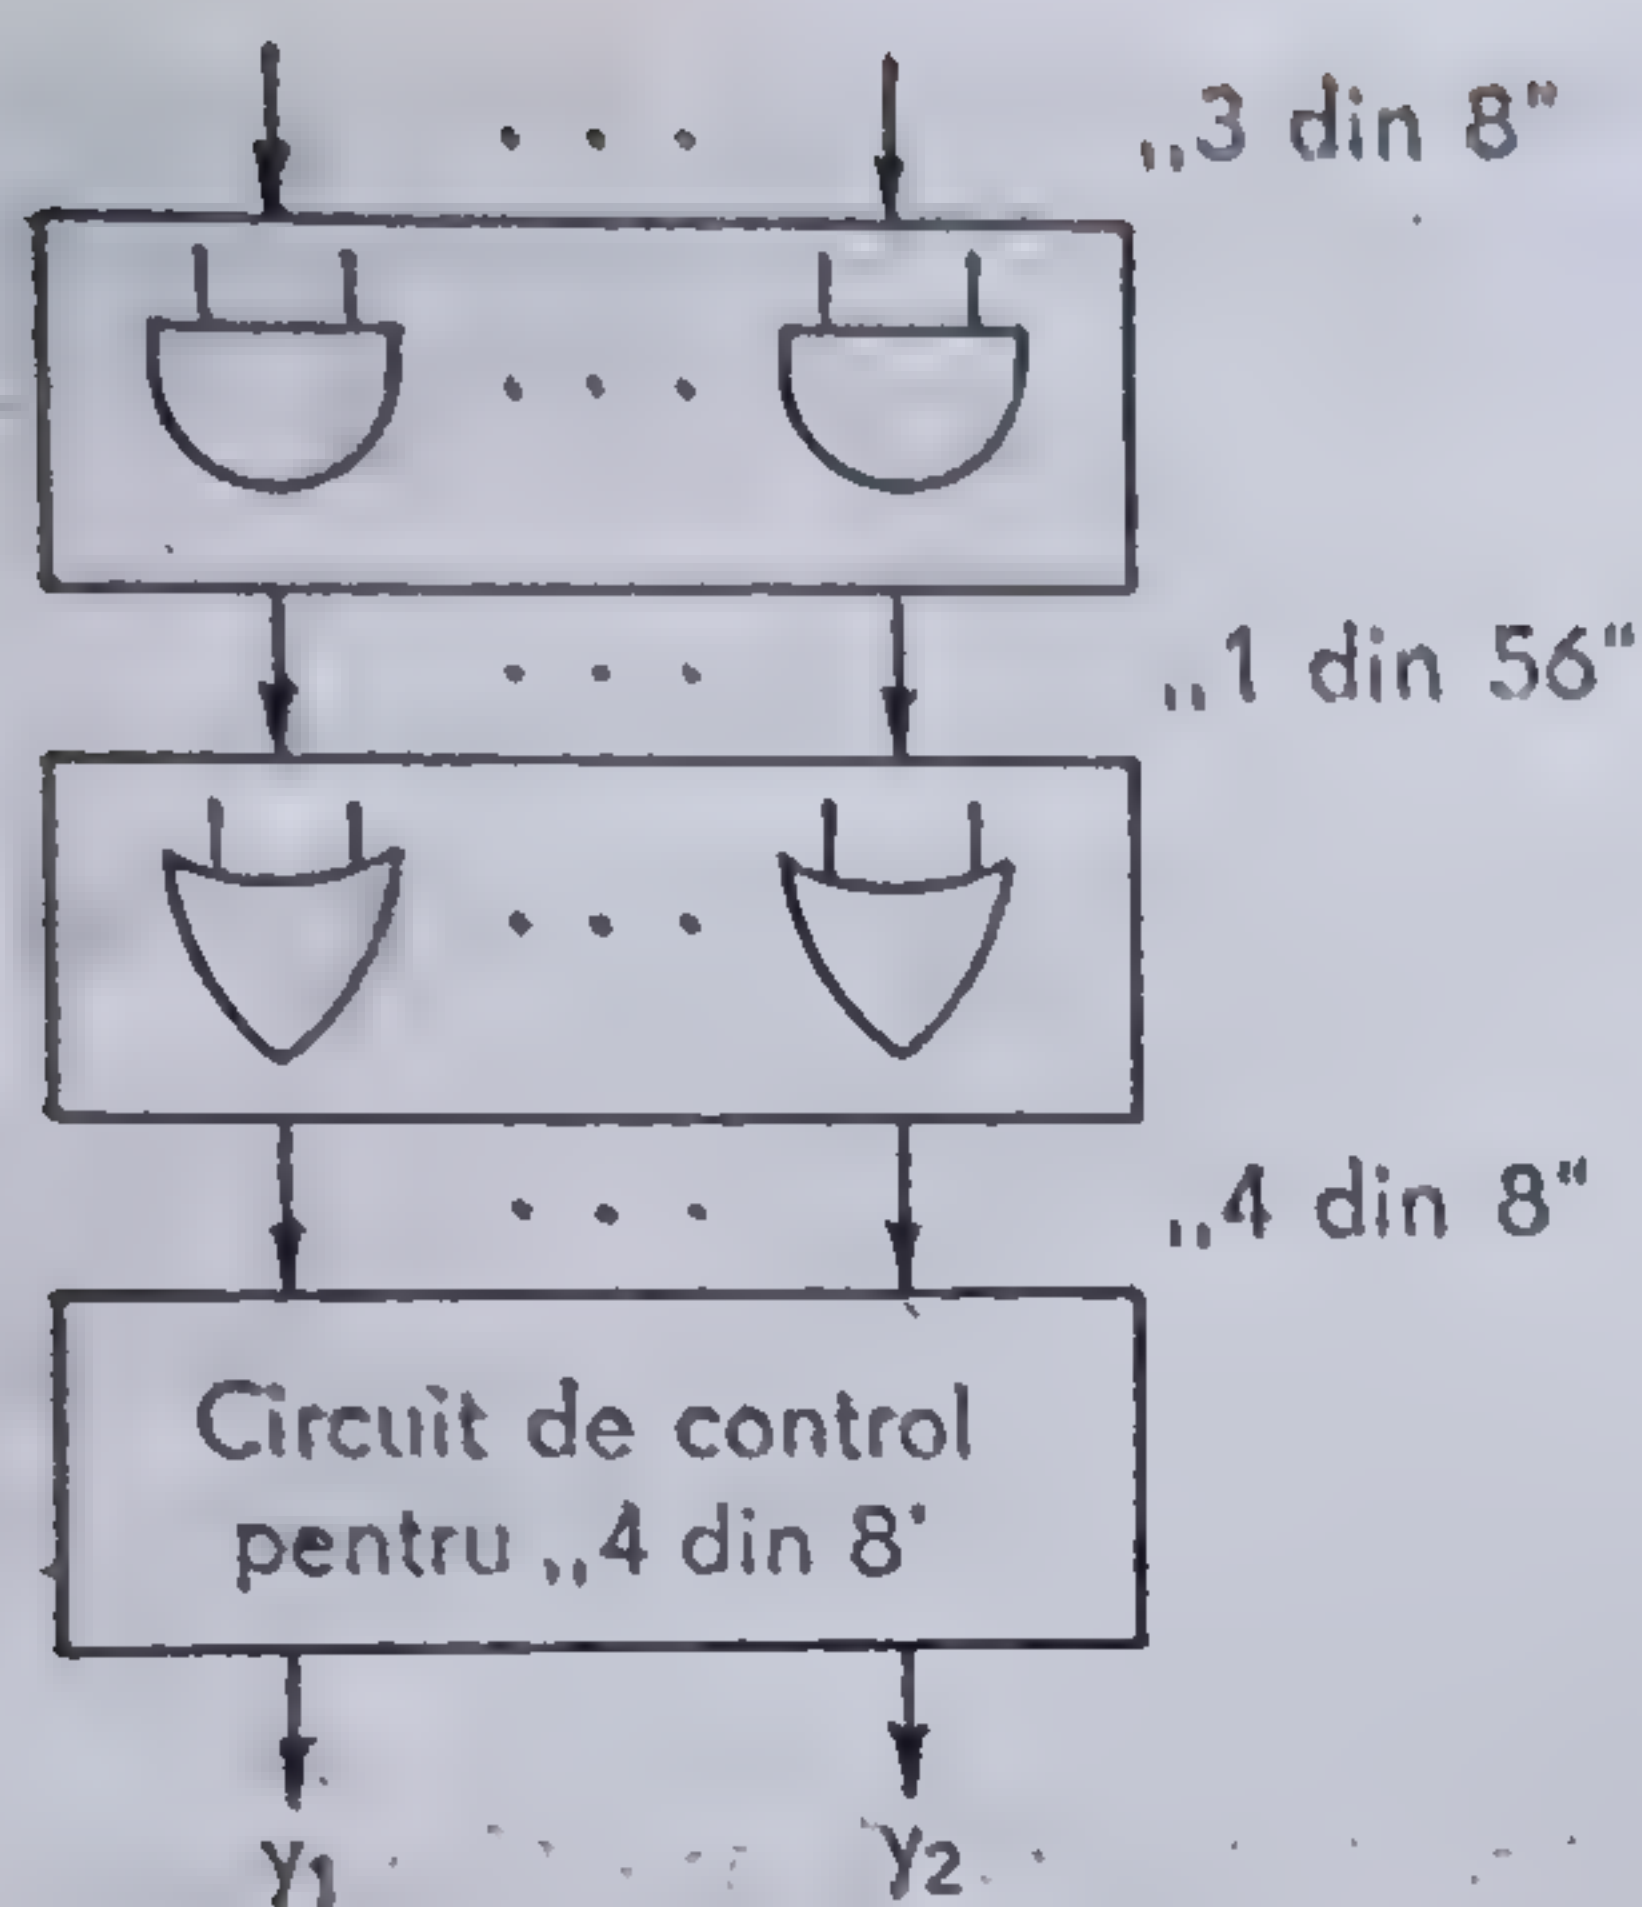 „3 din 8”
„1 din 56“
„4 din 8“
Circuit de control
pentru „4 din 8'
y1
y2